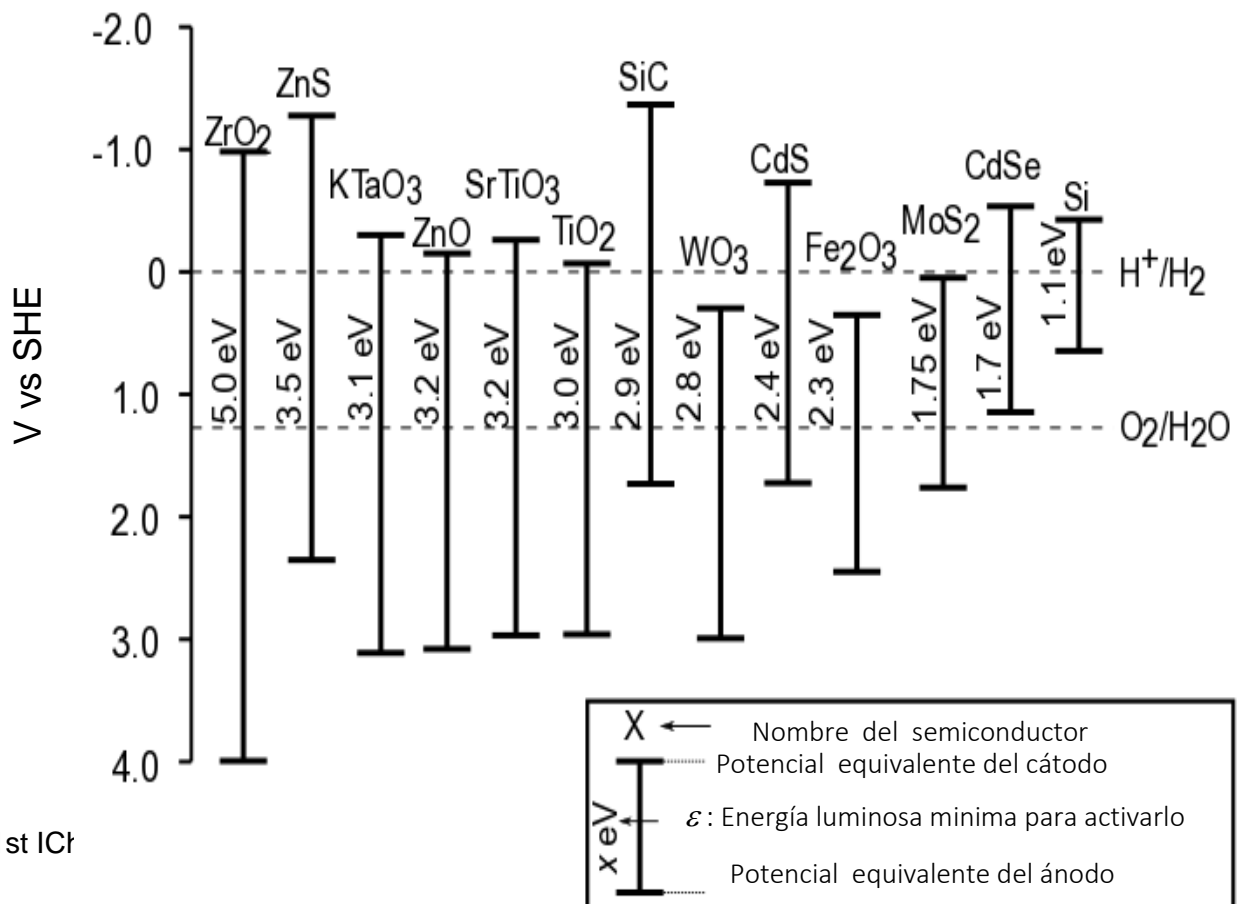 -2.0
-1.0
0
1.0
2.0
3.0
4.0
V vs SHE
ZrO2
5.0 eV
ZnS
3.5 eV
KTaO3
3.1 eV
ZnO
3.2 eV
SrTiO3
3.2 eV
TiO2
3.0 eV
SiC
2.9 eV
WO3
2.8 eV
CdS
2.4 eV
Fe2O3
2.3 eV
MoS2
1.75 eV
CdSe
1.7 eV
Si
1.1 eV
H+/H2
O2/H2O
X
Nombre del semiconductor
Potencial equivalente del cátodo
x eV
ε : Energía luminosa minima para activarlo
Potencial equivalente del ánodo
st ICh